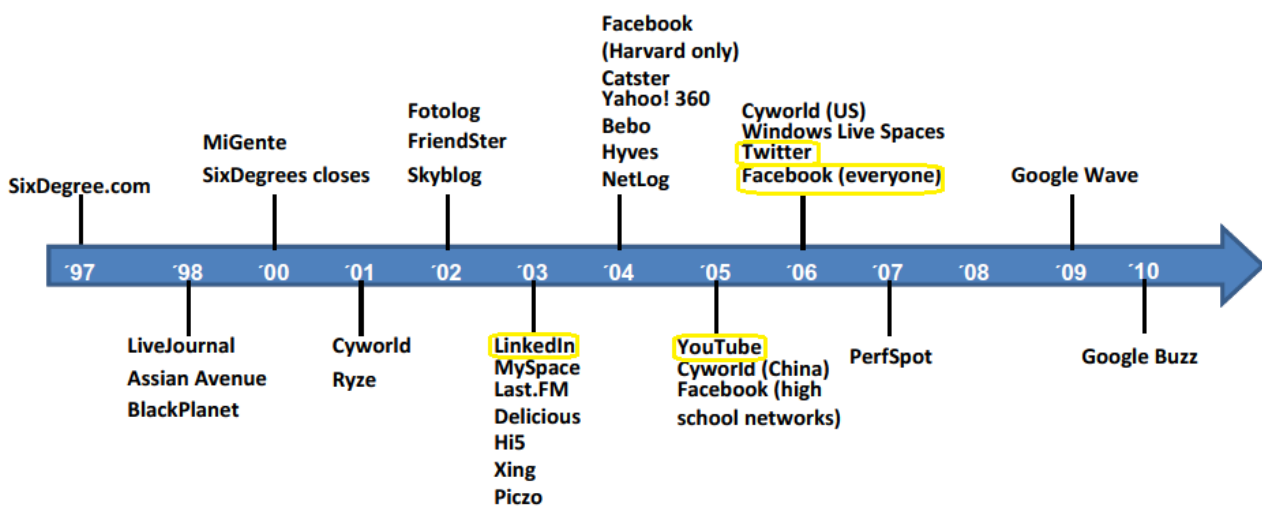 Facebook
(Harvard only)
Catster
Yahoo! 360
Bebo
Hyves
NetLog
Fotolog
FriendSter
Skyblog
Cyworld (US)
Windows Live Spaces
Twitter
Facebook (everyone)
MiGente
SixDegrees closes
SixDegree.com
Google Wave
´97 ´98 ´00 ´01 ´02 ´03 ´04 ´05 ´06 ´07 ´08 ´09 ´10
LiveJournal
Assian Avenue
BlackPlanet
Cyworld
Ryze
LinkedIn
MySpace
Last.FM
Delicious
Hi5
Xing
Piczo
YouTube
Cyworld (China)
Facebook (high
school networks)
PerfSpot
Google Buzz